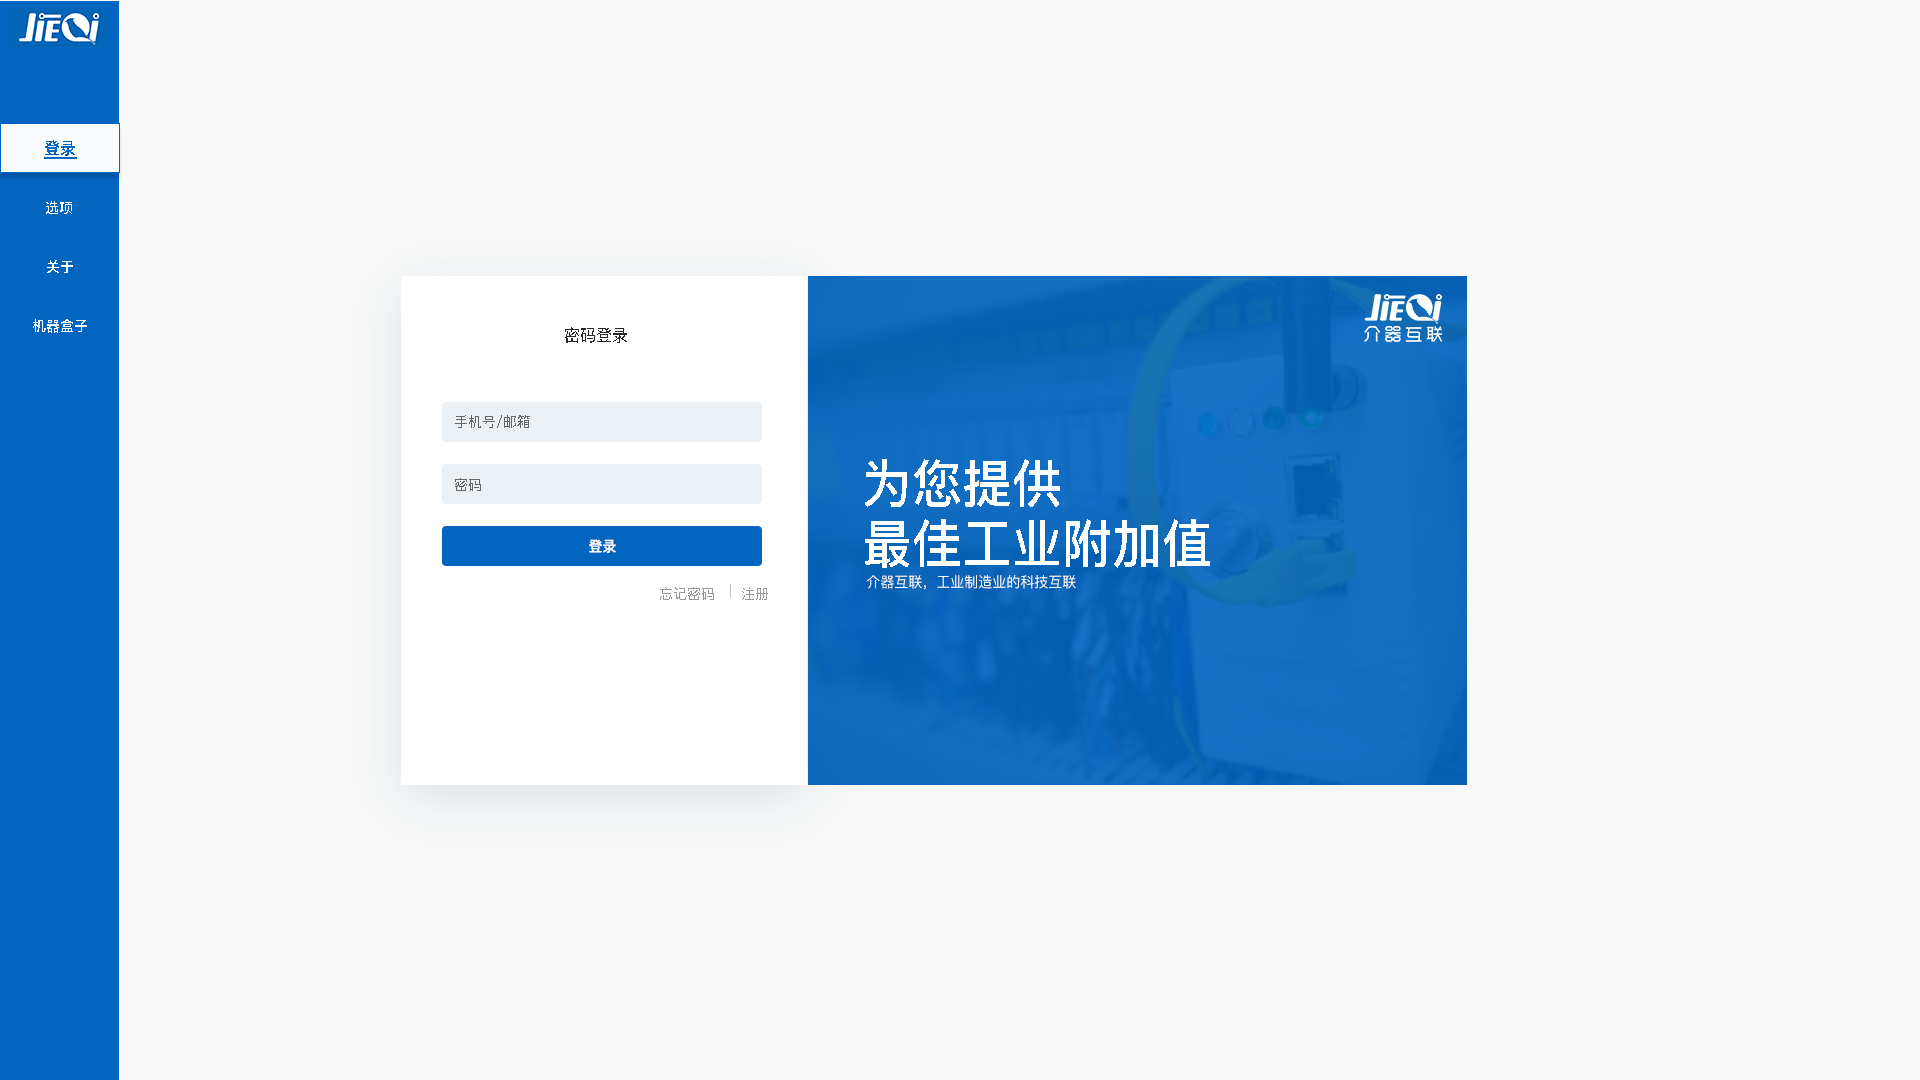 JIEQI
登录
选项
关于
机器盒子
密码登录
手机号/邮箱
密码
登录
忘记密码 | 注册
JIEQI
介器互联
为您提供
最佳工业附加值
介器互联，工业制造业的科技互联